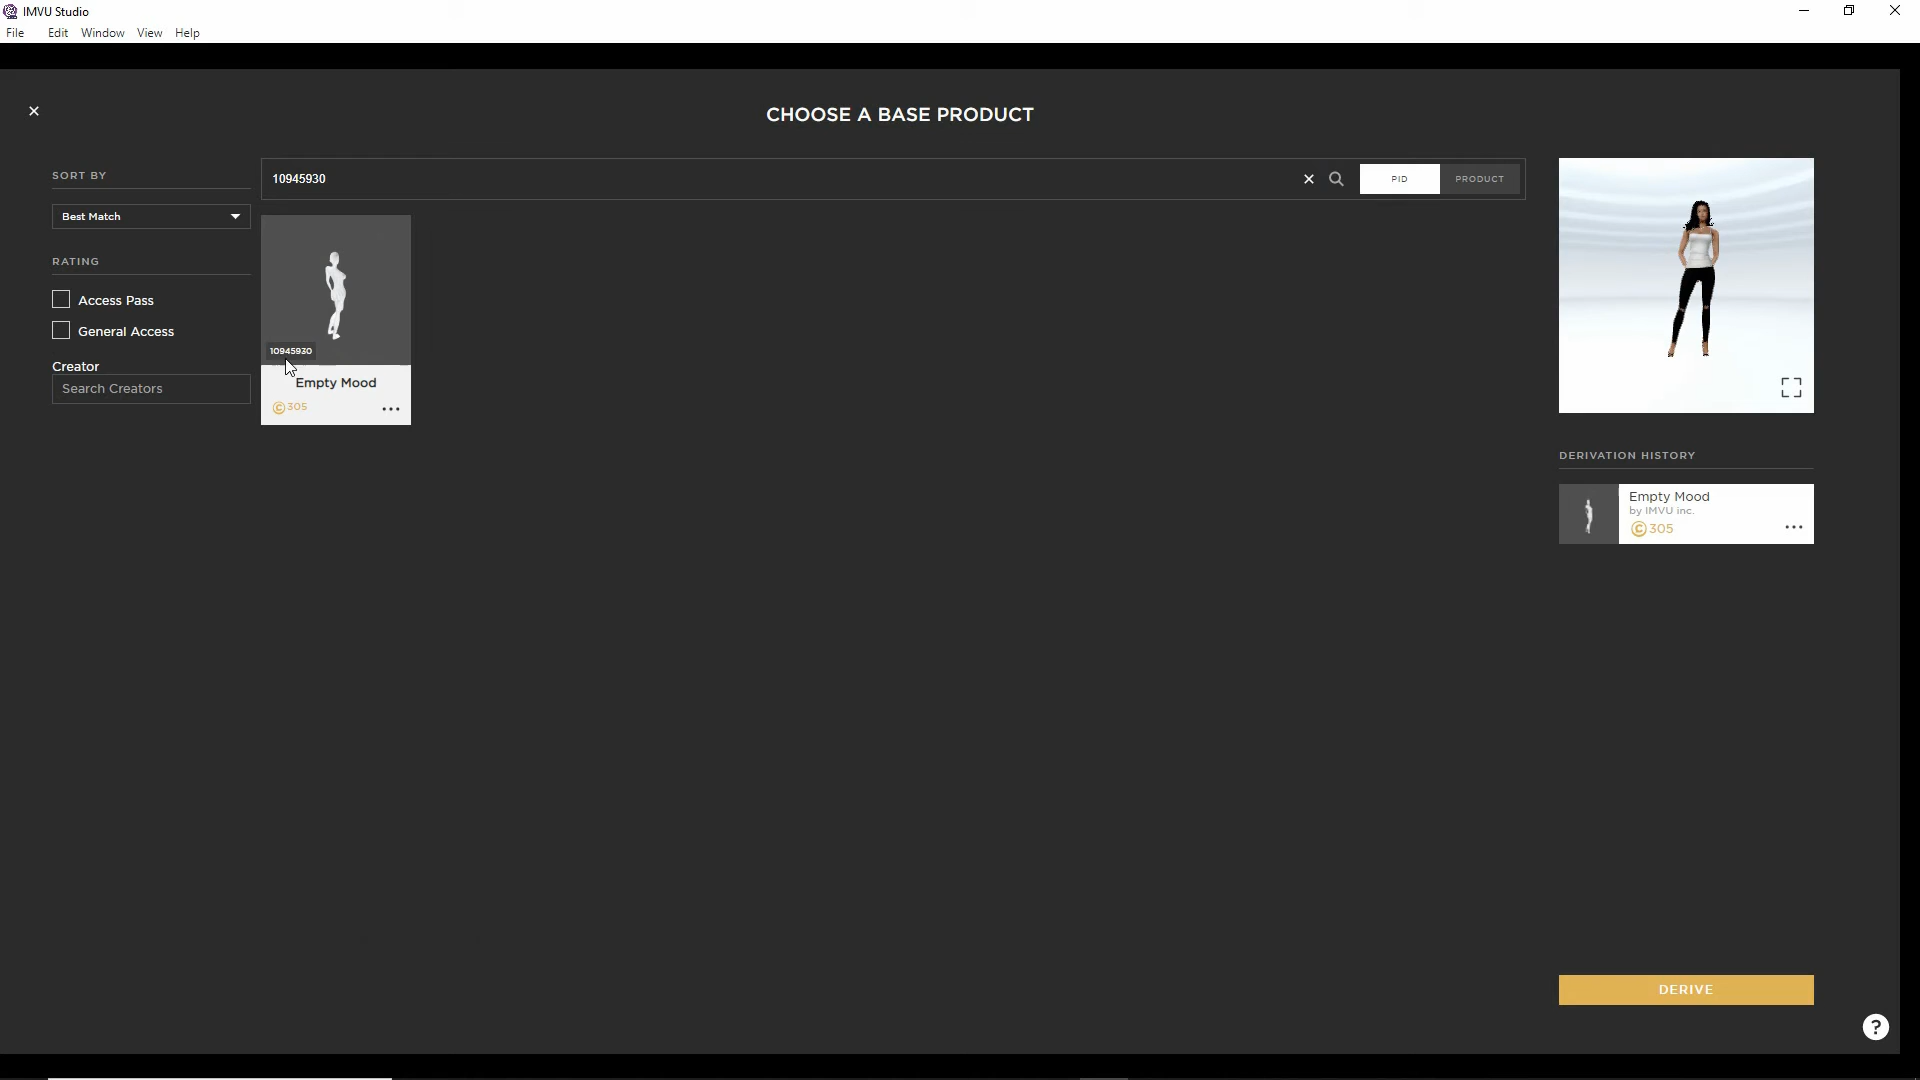 IMVU Studio
File Edit Window View Help
CHOOSE A BASE PRODUCT
SORT BY
Best Match
RATING
Access Pass
General Access
Creator
Search Creators
10945930
PID PRODUCT
10945930
Empty Mood
305
DERIVATION HISTORY
Empty Mood
by IMVU inc.
305
DERIVE
?